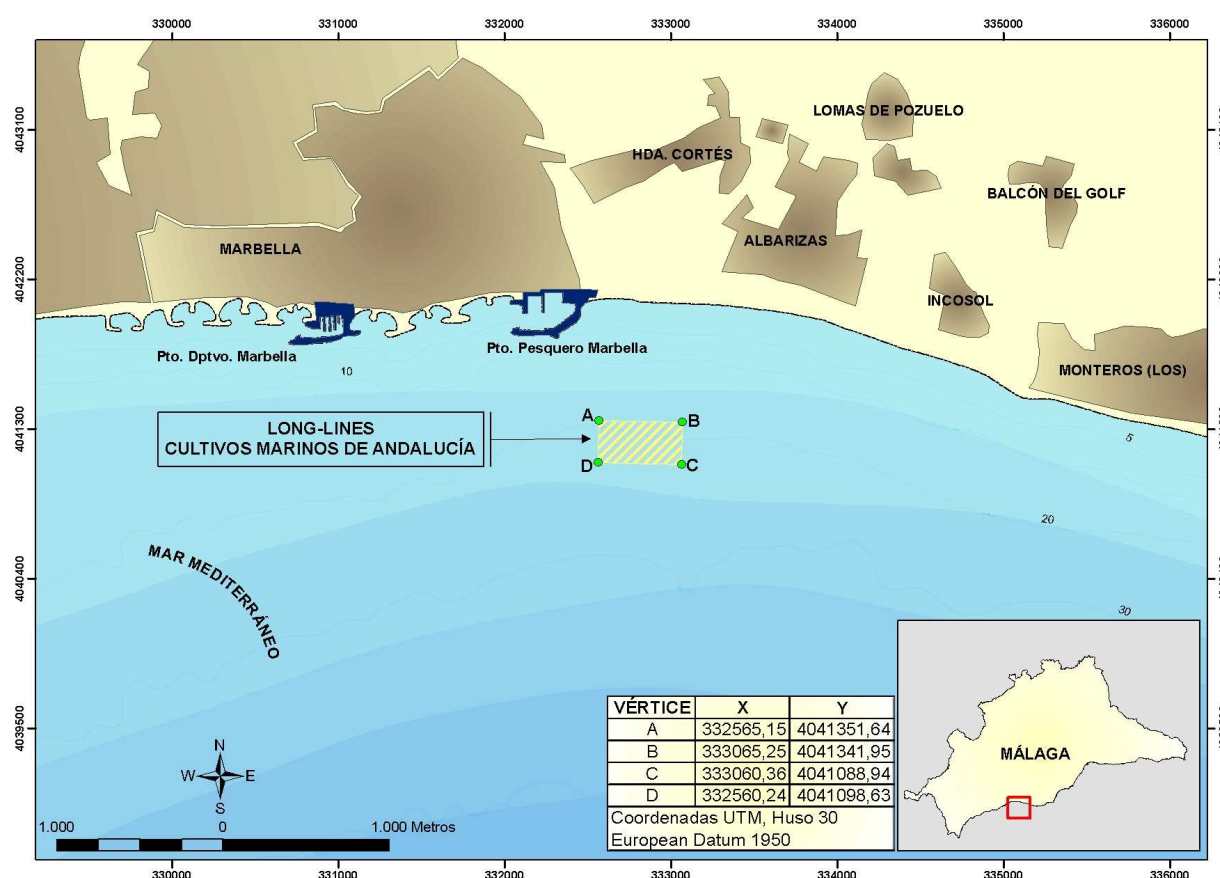 330000 331000 332000 333000 334000 335000 336000
4043100
LOMAS DE POZUELO
HDA. CORTÉS
BALCÓN DEL GOLF
MARBELLA
ALBARIZAS
4042200
INCOSOL
Pto. Dptvo. Marbella
Pto. Pesquero Marbella
MONTEROS (LOS)
10
LONG-LINES
CULTIVOS MARINOS DE ANDALUCÍA
A
B
D
C
4041300
5
20
MAR MEDITERRÁNEO
4040400
30
4039500
VÉRTICE X Y
A 332565,15 4041351,64
B 333065,25 4041341,95
C 333060,36 4041088,94
D 332560,24 4041098,63
Coordenadas UTM, Huso 30
European Datum 1950
MÁLAGA
N
W E
S
1.000 0 1.000 Metros
330000 331000 332000 333000 334000 335000 336000